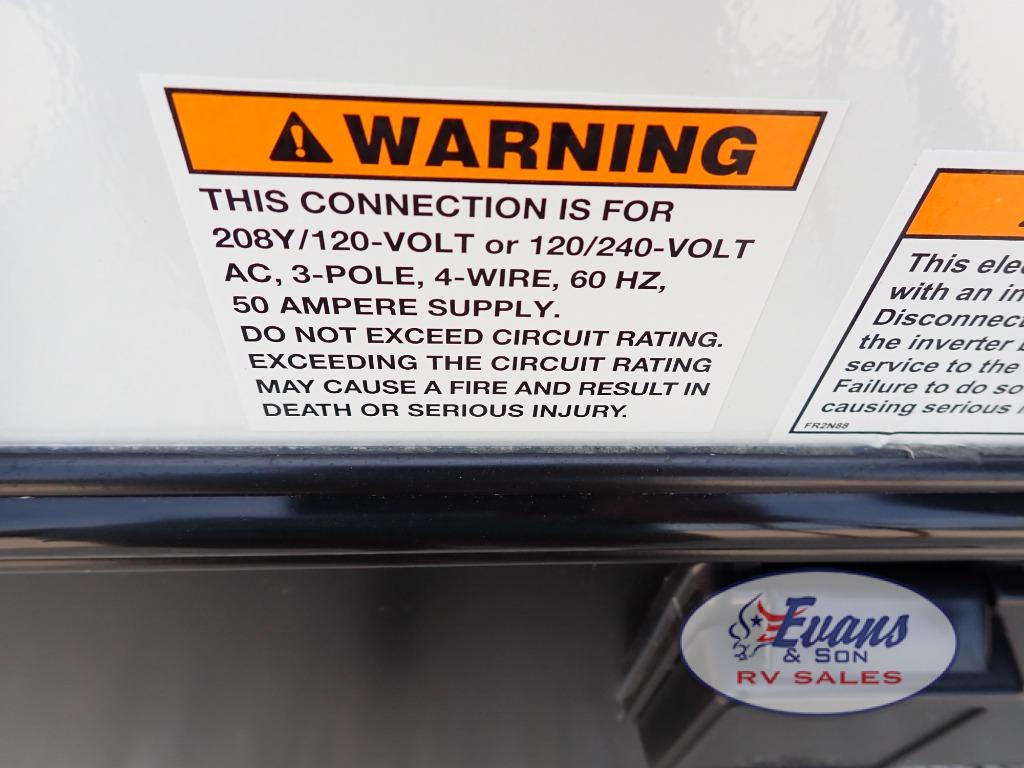 WARNING
THIS CONNECTION IS FOR
208Y/120-VOLT or 120/240-VOLT
AC, 3-POLE, 4-WIRE, 60 HZ,
50 AMPERE SUPPLY.
DO NOT EXCEED CIRCUIT RATING.
EXCEEDING THE CIRCUIT RATING
MAY CAUSE A FIRE AND RESULT IN
DEATH OR SERIOUS INJURY.
This
with an
Disconnect
the inverter
service to the
Failure to do so
causing serious
FR2N88
Evans
& SON
RV SALES